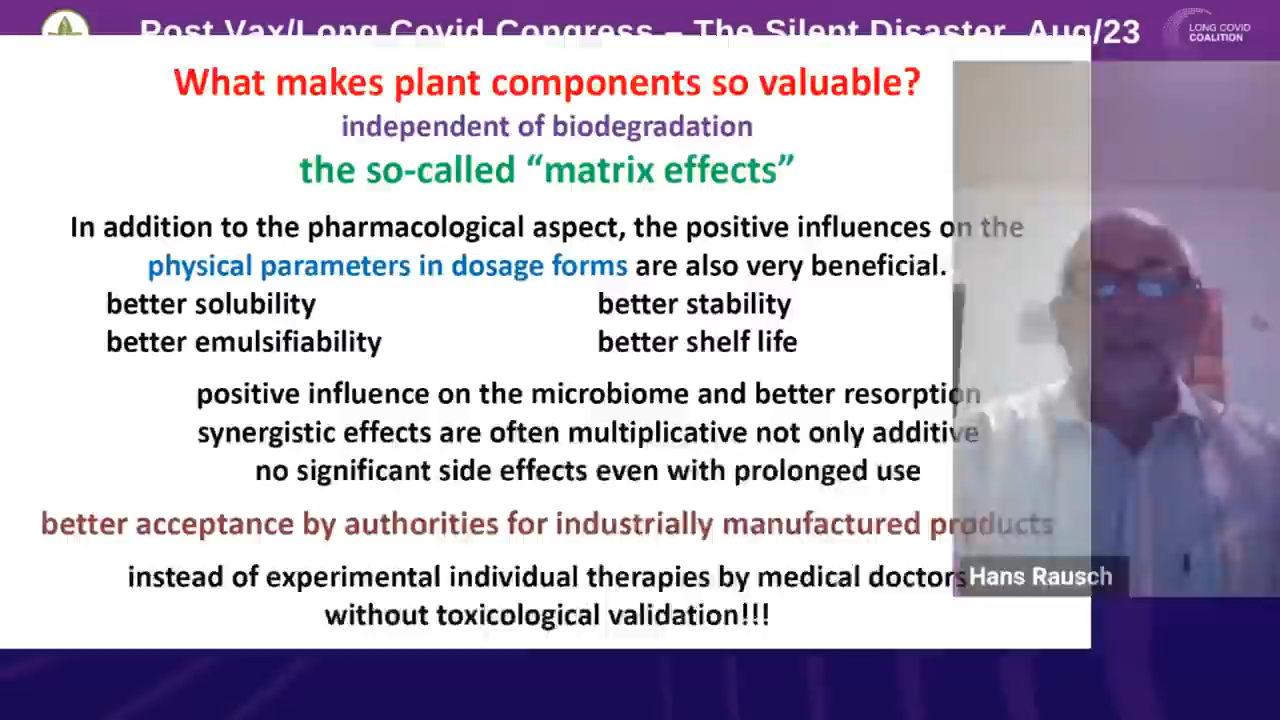 Post Vax/Long Covid Congress – The Silent Disaster, Aug/23
LONG COVID
COALITION
What makes plant components so valuable?
independent of biodegradation
the so-called “matrix effects”
In addition to the pharmacological aspect, the positive influences on the
physical parameters in dosage forms are also very beneficial.
better solubility better stability
better emulsifiability better shelf life
positive influence on the microbiome and better resorption
synergistic effects are often multiplicative not only additive
no significant side effects even with prolonged use
better acceptance by authorities for industrially manufactured products
instead of experimental individual therapies by medical doctors
without toxicological validation!!!
Hans Rausch